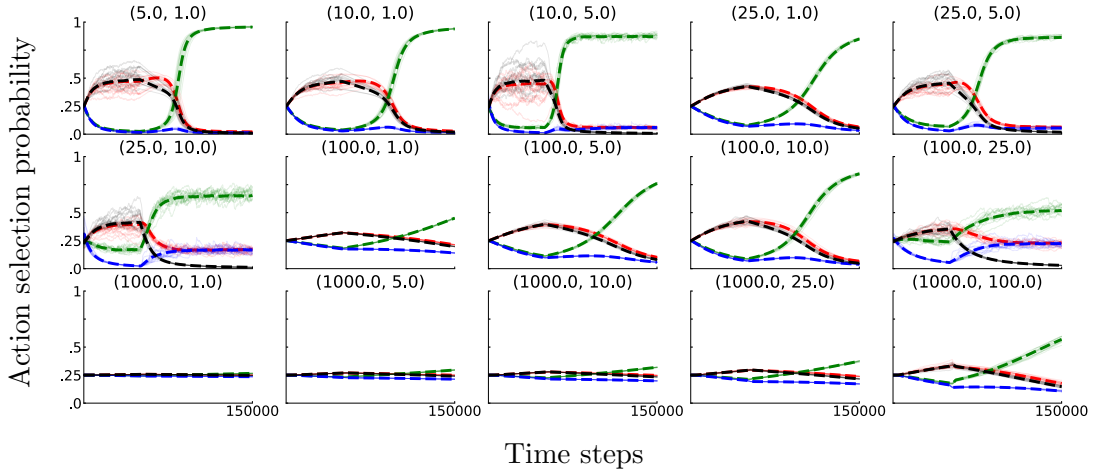 Action selection probability
(5.0, 1.0) (10.0, 1.0) (10.0, 5.0) (25.0, 1.0) (25.0, 5.0)
1
.5
.25
.0
(25.0, 10.0) (100.0, 1.0) (100.0, 5.0) (100.0, 10.0) (100.0, 25.0)
1
.5
.25
.0
(1000.0, 1.0) (1000.0, 5.0) (1000.0, 10.0) (1000.0, 25.0) (1000.0, 100.0)
1
.5
.25
.0
150000 150000 150000 150000 150000
Time steps